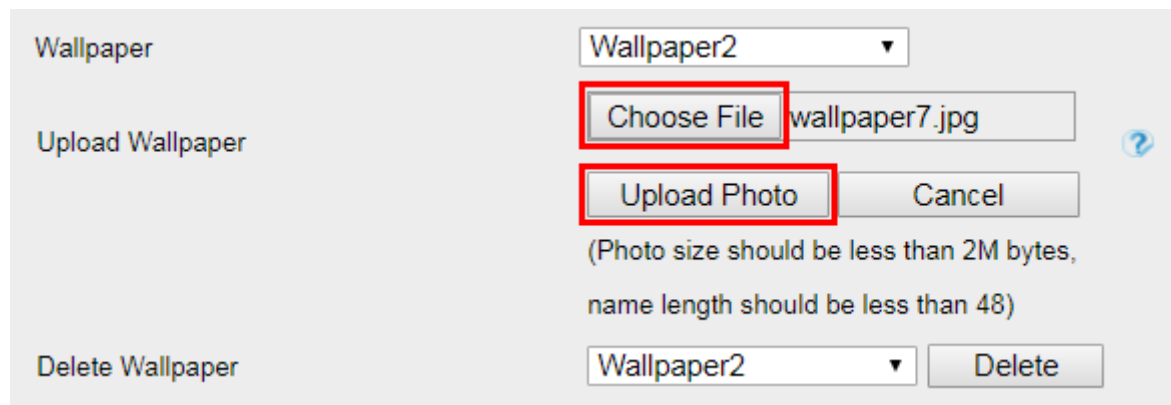 Wallpaper Wallpaper2
Choose File wallpaper7.jpg
Upload Wallpaper
Upload Photo Cancel
(Photo size should be less than 2M bytes,
name length should be less than 48)
Delete Wallpaper Wallpaper2 Delete